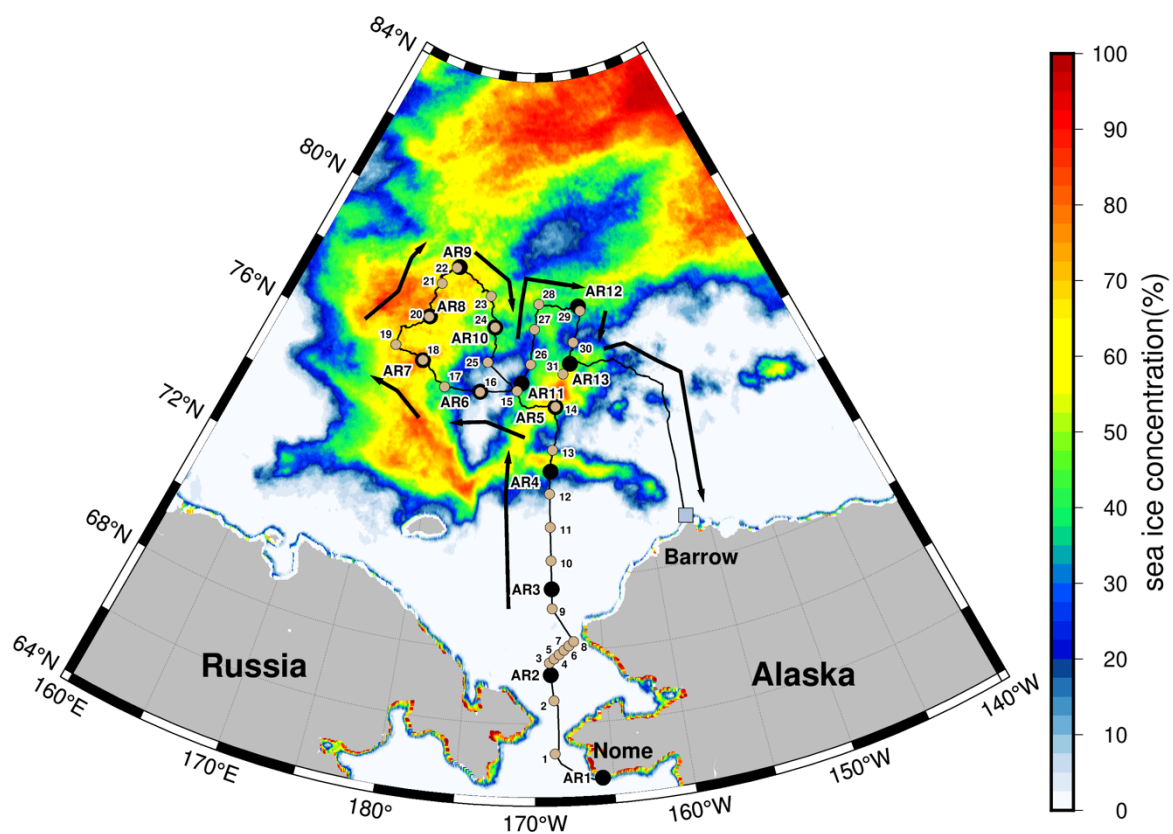 84°N
80°N
76°N
72°N
68°N
64°N
160°E
170°E
180°
170°W
160°W
150°W
140°W
AR9
22
21
20
AR8
23
24
AR10
19
18
AR7
25
17
16
AR6
15
28
27
26
AR12
29
30
31
AR13
AR11
AR5
14
13
AR4
12
11
10
AR3
9
7
5
3
8
6
4
AR2
2
1
AR1
Nome
Barrow
Russia
Alaska
100
90
80
70
60
50
40
30
20
10
0
sea ice concentration(%)